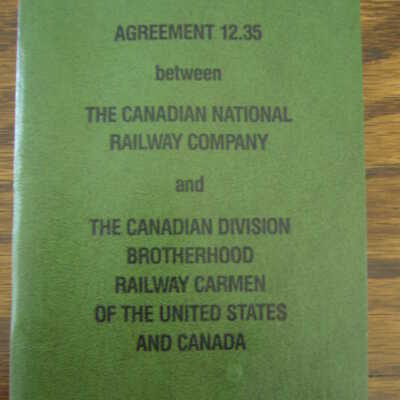 AGREEMENT 12.35
between
THE CANADIAN NATIONAL
RAILWAY COMPANY
and
THE CANADIAN DIVISION
BROTHERHOOD
RAILWAY CARMEN
OF THE UNITED STATES
AND CANADA